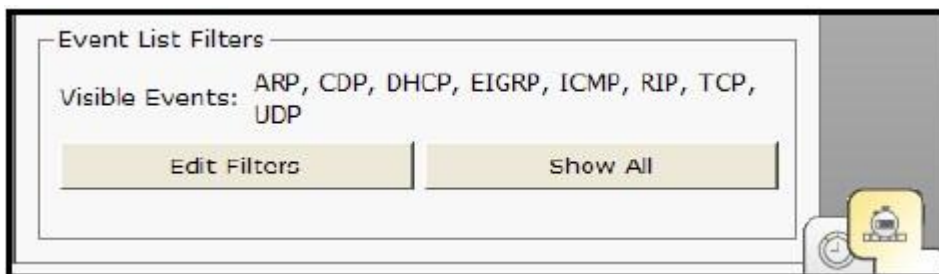 Event List Filters
Visible Events: ARP, CDP, DHCP, EIGRP, ICMP, RIP, TCP,
UDP
Edit Filters
Show All